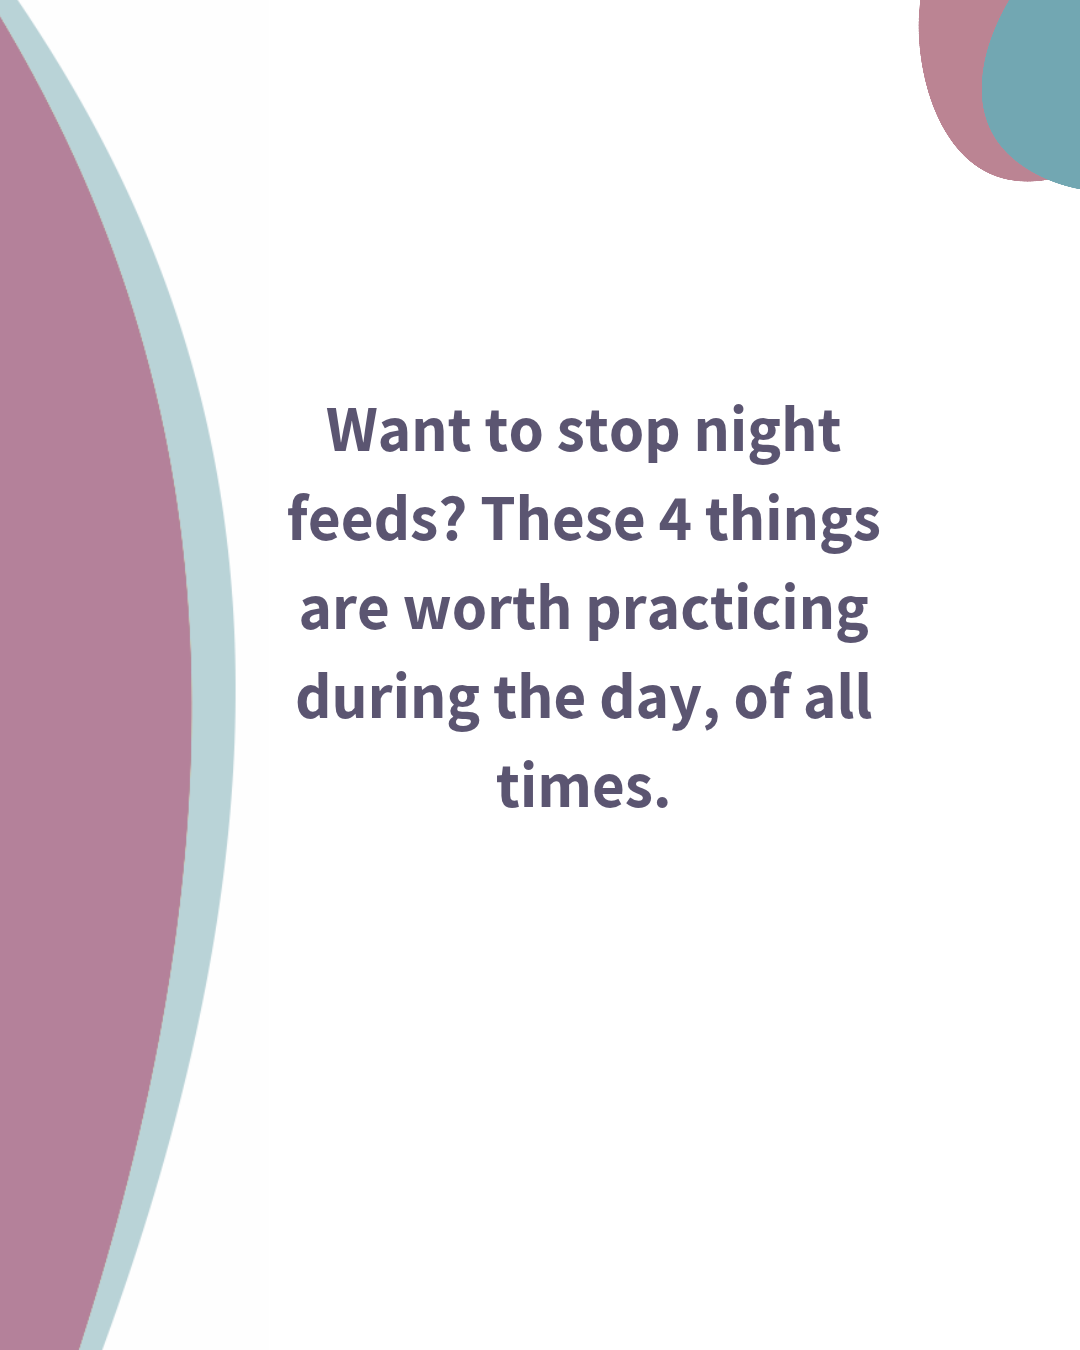 Want to stop night
feeds? These 4 things
are worth practicing
during the day, of all
times.